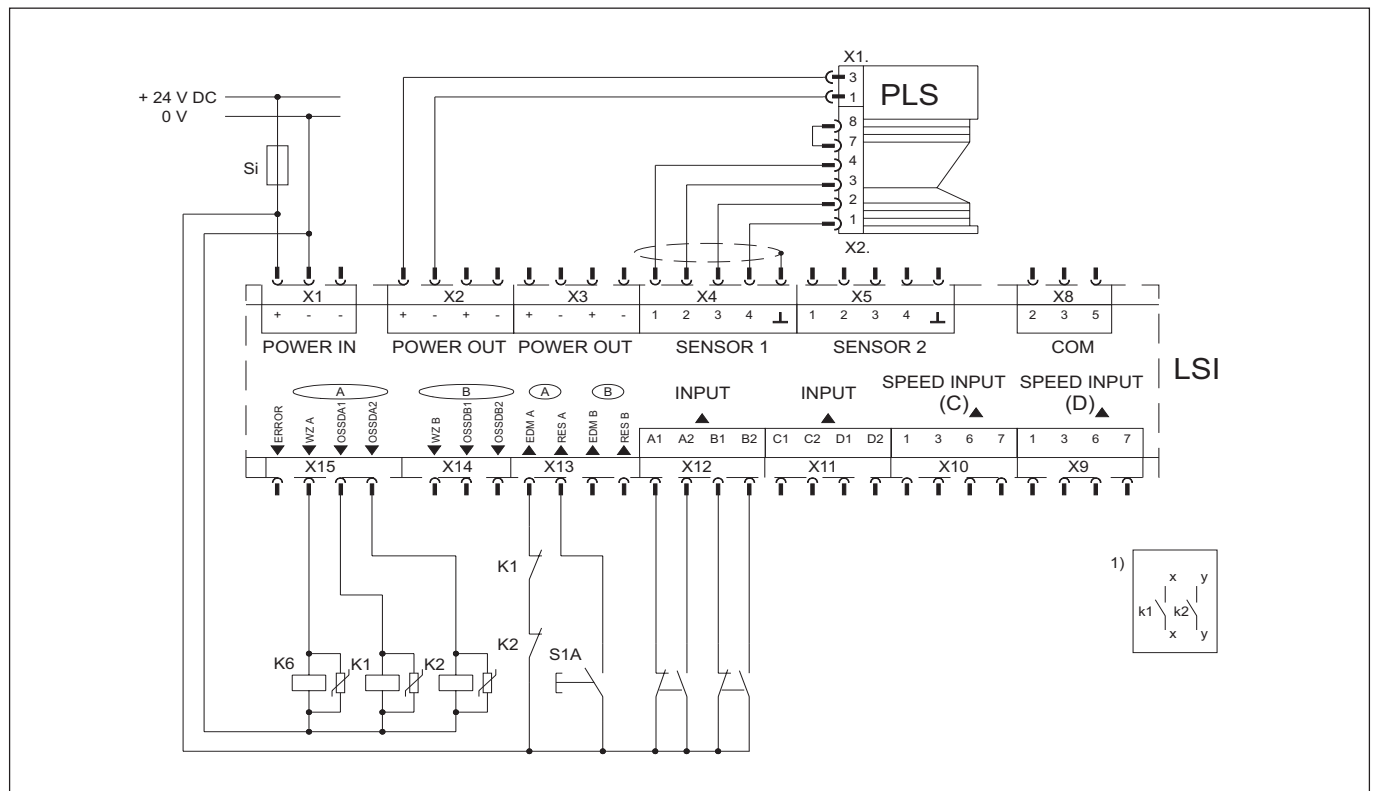 X1.
3
PLS
1
+ 24 V DC
0 V
8
7
Si
4
3
2
1
X2.
X1 X2 X3 X4 X5 X8
+ - - + - + - + - + - 1 2 3 4 ⊥ 1 2 3 4 ⊥ 2 3 5
POWER IN POWER OUT POWER OUT SENSOR 1 SENSOR 2 COM
LSI
A B A B INPUT INPUT SPEED INPUT (C) SPEED INPUT (D)
ERROR WZ A OSSDA1 OSSDA2 WZ B OSSDB1 OSSDB2 EDM A RES A EDM B RES B
A1 A2 B1 B2 C1 C2 D1 D2 1 3 6 7 1 3 6 7
X15 X14 X13 X12 X11 X10 X9
K1
1)
x y
k1 k2
x y
K2
S1A
K6 K1 K2